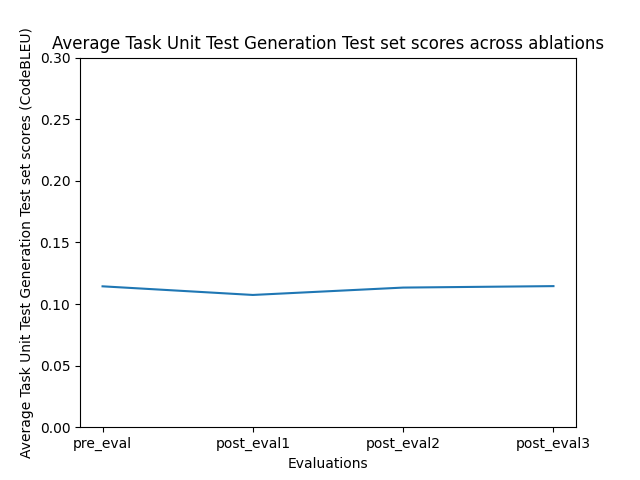 Average Task Unit Test Generation Test set scores across ablations
Average Task Unit Test Generation Test set scores (CodeBLEU)
0.30
0.25
0.20
0.15
0.10
0.05
0.00
pre_eval post_eval1 post_eval2 post_eval3
Evaluations